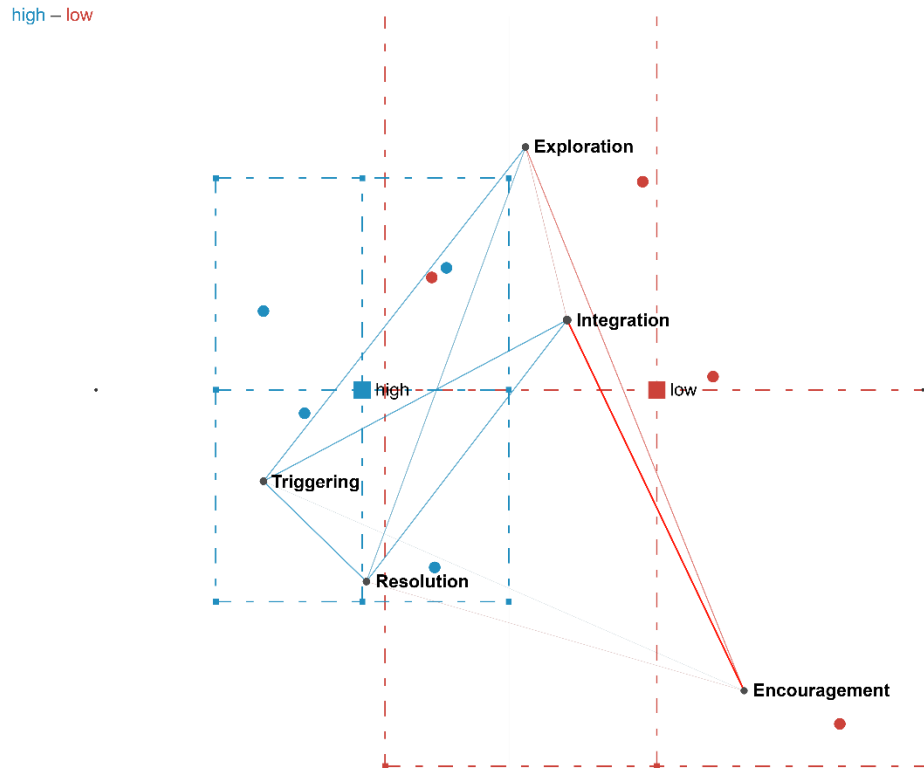 high – low
Exploration
Integration
high
low
Triggering
Resolution
Encouragement